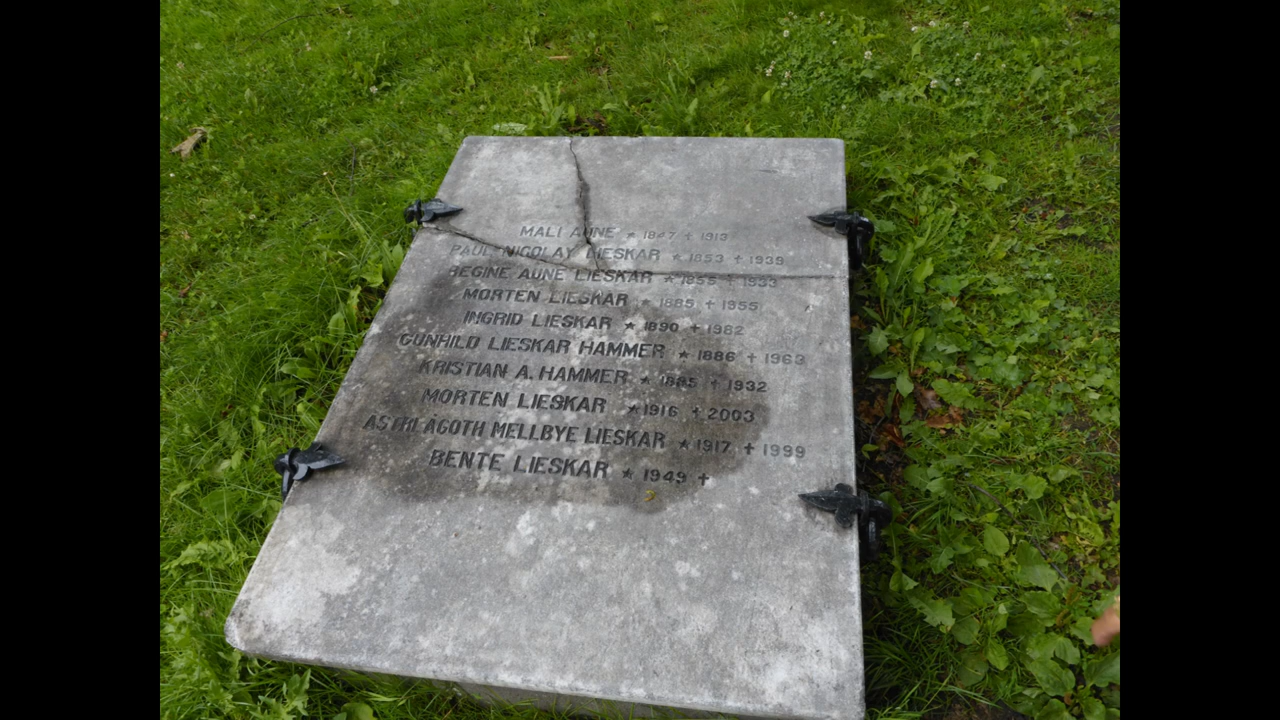 MALI AUNE ★ 1847 ✝ 1913
PAUL NICOLAY LIESKAR ★ 1853 ✝ 1939
REGINE AUNE LIESKAR ★ 1855 ✝ 1933
MORTEN LIESKAR ★ 1885 ✝ 1955
INGRID LIESKAR ★ 1890 ✝ 1982
GUNHILD LIESKAR HAMMER ★ 1886 ✝ 1963
KRISTIAN A. HAMMER ★ 1885 ✝ 1932
MORTEN LIESKAR ★ 1916 ✝ 2003
ASTRI ÅGOTH MELLBYE LIESKAR ★ 1917 ✝ 1999
BENTE LIESKAR ★ 1949 ✝